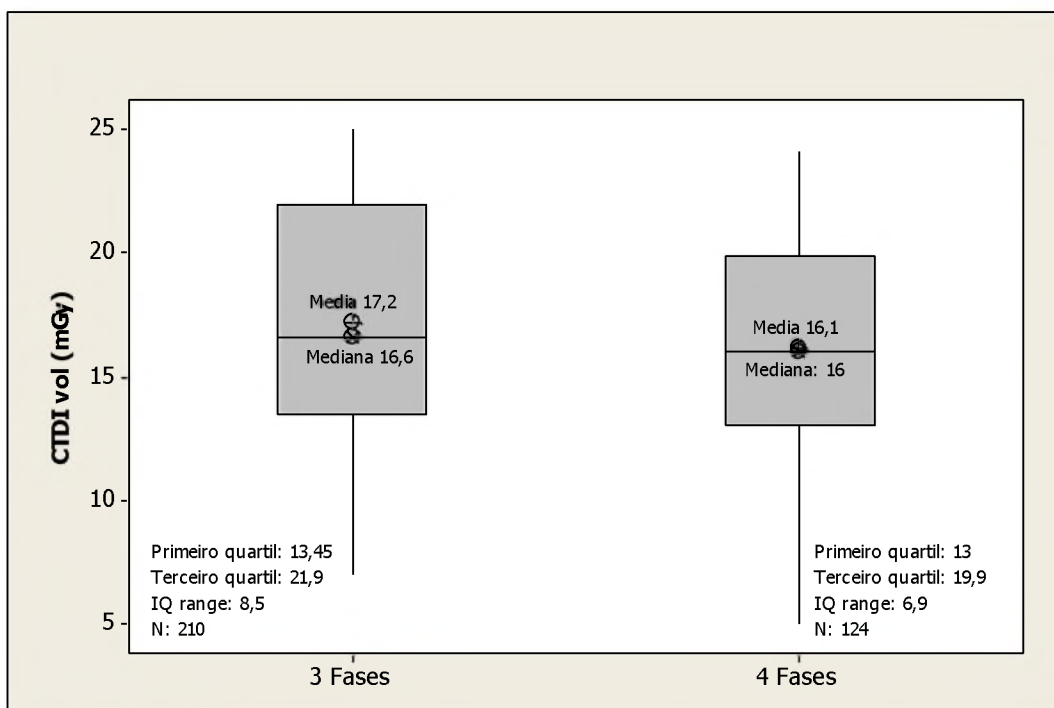 25
20
15
10
5
CTDI vol (mGy)
Media 17,2
Mediana 16,6
Media 16,1
Mediana: 16
Primeiro quartil: 13,45
Terceiro quartil: 21,9
IQ range: 8,5
N: 210
Primeiro quartil: 13
Terceiro quartil: 19,9
IQ range: 6,9
N: 124
3 Fases
4 Fases